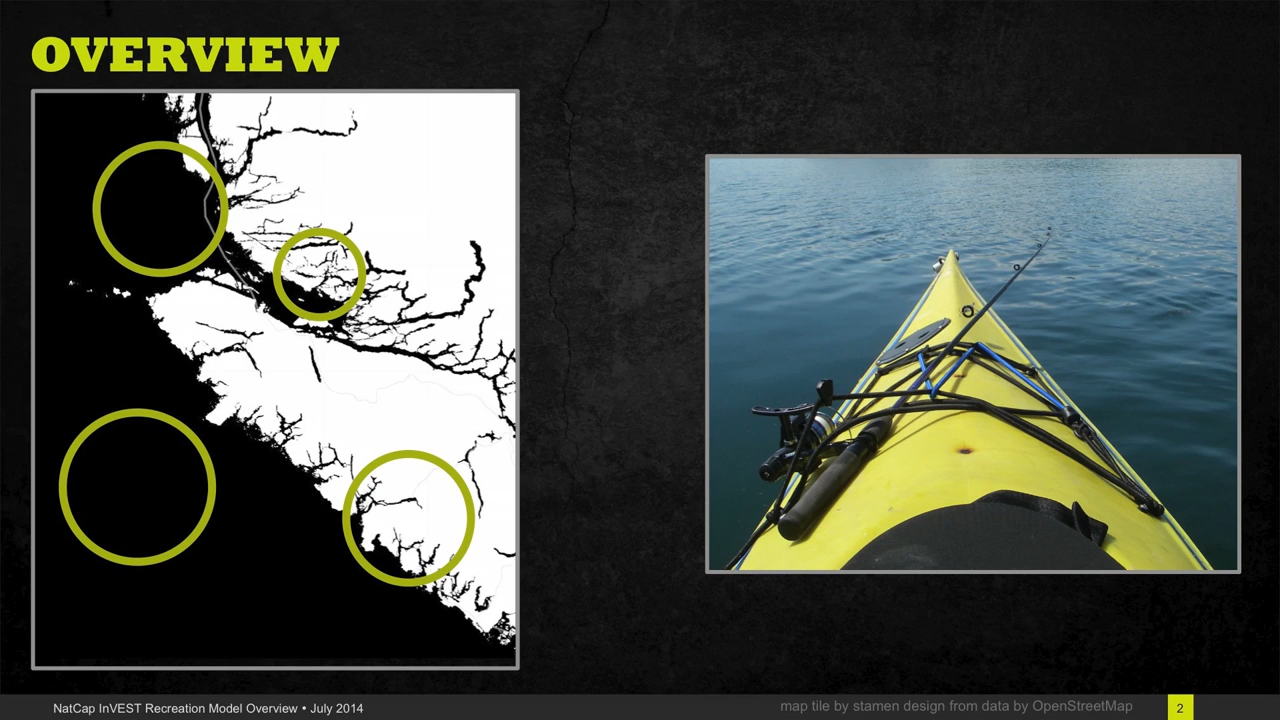 OVERVIEW
NatCap InVEST Recreation Model Overview • July 2014
map tile by stamen design from data by OpenStreetMap
2